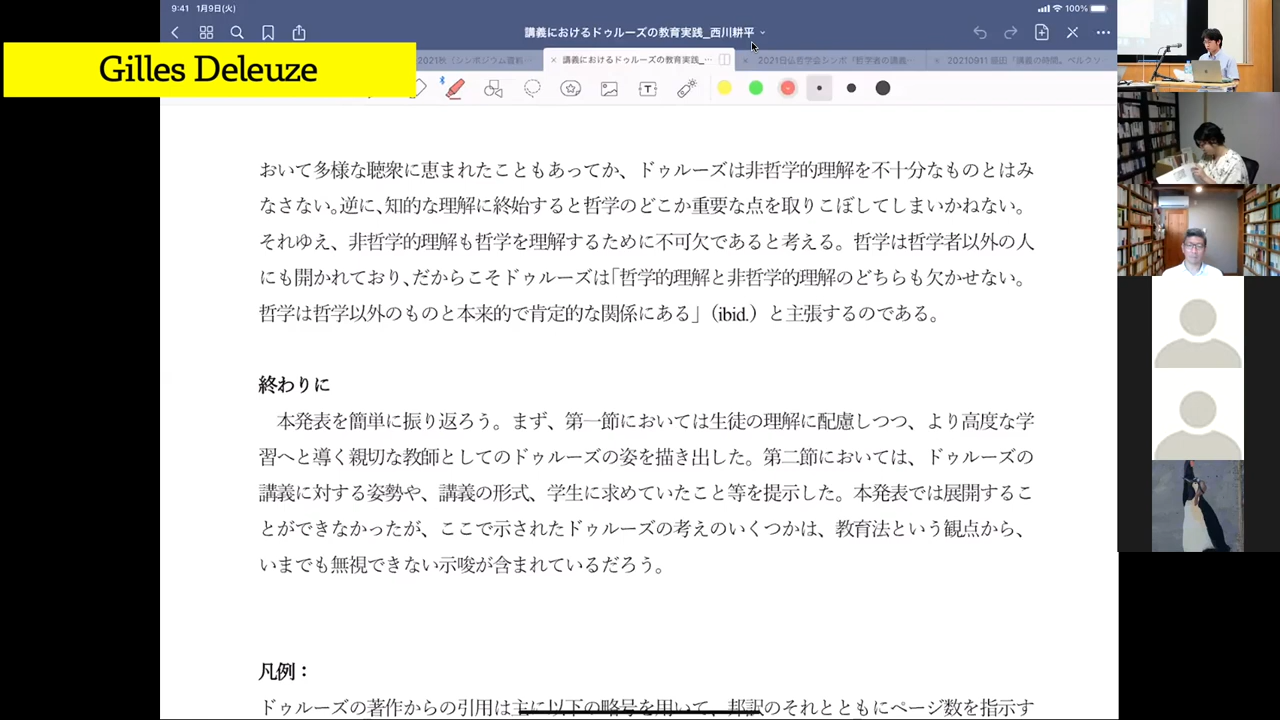 9:41 1月9日(火)
100%
講義におけるドゥルーズの教育実践_西川耕平
Gilles Deleuze
講義におけるドゥルーズの教育実践_…
2021日仏哲学会シンポ「哲学者の講義…
おいて多様な聴衆に恵まれたこともあってか、ドゥルーズは非哲学的理解を不十分なものとはみ
なさない。逆に、知的な理解に終始すると哲学のどこか重要な点を取りこぼしてしまいかねない。
それゆえ、非哲学的理解も哲学を理解するために不可欠であると考える。哲学は哲学者以外の人
にも開かれており、だからこそドゥルーズは「哲学的理解と非哲学的理解のどちらも欠かせない。
哲学は哲学以外のものと本来的で肯定的な関係にある」（ibid.）と主張するのである。
終わりに
本発表を簡単に振り返ろう。まず、第一節においては生徒の理解に配慮しつつ、より高度な学
習へと導く親切な教師としてのドゥルーズの姿を描き出した。第二節においては、ドゥルーズの
講義に対する姿勢や、講義の形式、学生に求めていたこと等を提示した。本発表では展開するこ
とができなかったが、ここで示されたドゥルーズの考えのいくつかは、教育法という観点から、
いまでも無視できない示唆が含まれているだろう。
凡例：
ドゥルーズの著作からの引用は主に以下の略号を用いて、邦訳のそれとともにページ数を指示す